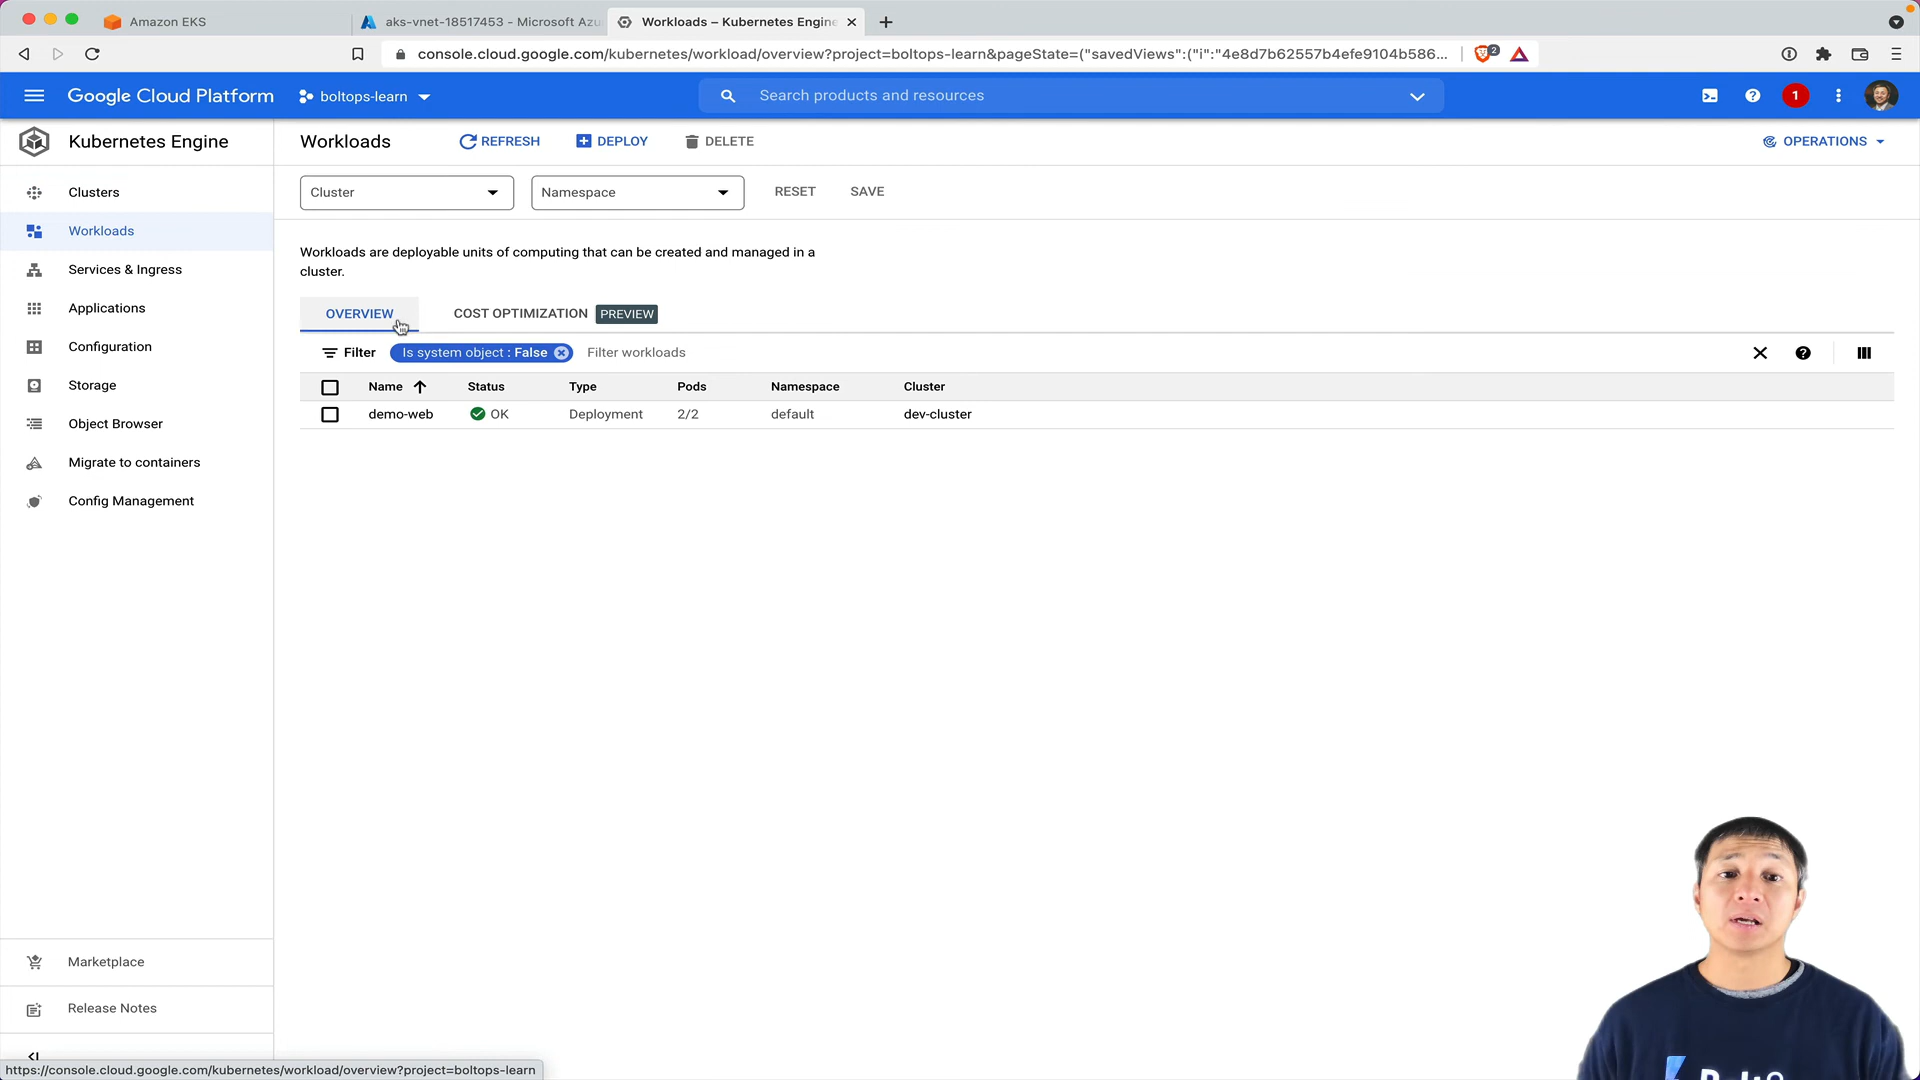 Amazon EKS
aks-vnet-18517453 - Microsoft Azu
Workloads – Kubernetes Engine
console.cloud.google.com/kubernetes/workload/overview?project=boltops-learn&pageState=("savedViews":("i":"4e8d7b62557b4efe9104b586...
2
Google Cloud Platform
boltops-learn
Search products and resources
1
Kubernetes Engine
Workloads
REFRESH
DEPLOY
DELETE
OPERATIONS
Clusters
Workloads
Services & Ingress
Applications
Configuration
Storage
Object Browser
Migrate to containers
Config Management
Marketplace
Release Notes
Cluster
Namespace
RESET
SAVE
Workloads are deployable units of computing that can be created and managed in a
cluster.
OVERVIEW
COST OPTIMIZATION PREVIEW
Filter
Is system object : False
Filter workloads
Name Status Type Pods Namespace Cluster
demo-web OK Deployment 2/2 default dev-cluster
https://console.cloud.google.com/kubernetes/workload/overview?project=boltops-learn